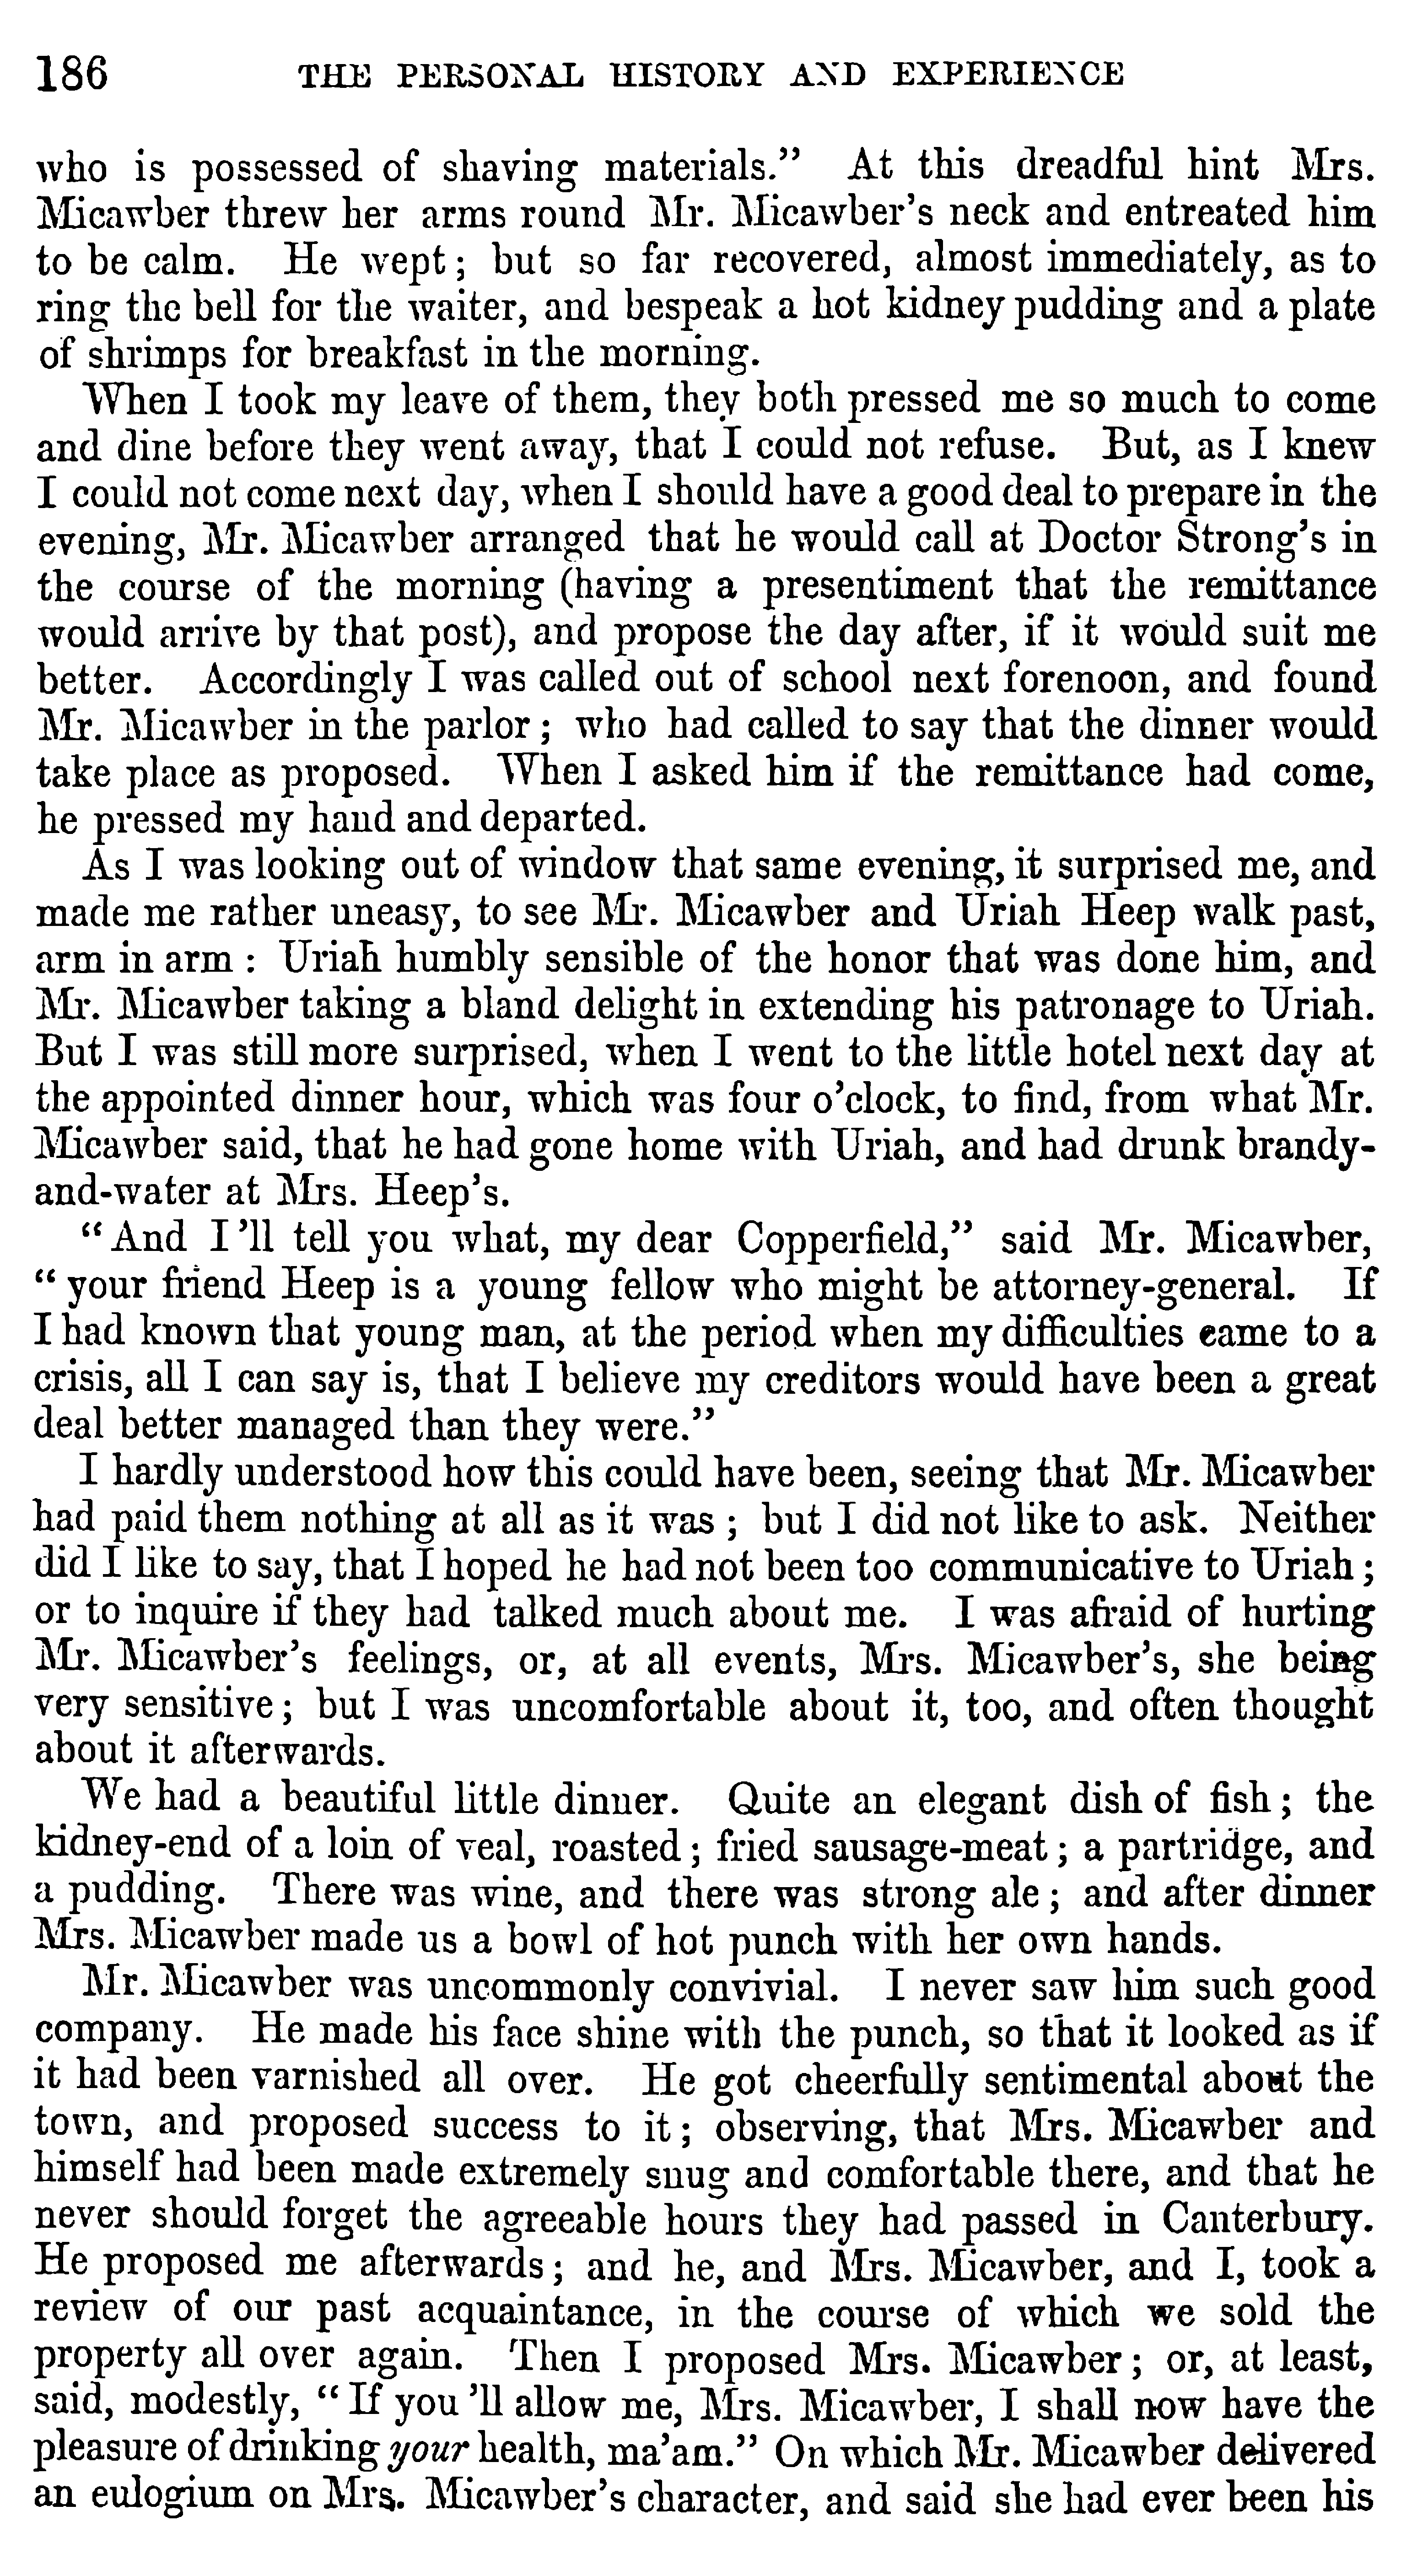 186 THE PERSONAL HISTORY AND EXPERIENCE
who is possessed of shaving materials.” At this dreadful hint Mrs.
Micawber threw her arms round Mr. Micawber’s neck and entreated him
to be calm. He wept; but so far recovered, almost immediately, as to
ring the bell for the waiter, and bespeak a hot kidney pudding and a plate
of shrimps for breakfast in the morning.
When I took my leave of them, they both pressed me so much to come
and dine before they went away, that I could not refuse. But, as I knew
I could not come next day, when I should have a good deal to prepare in the
evening, Mr. Micawber arranged that he would call at Doctor Strong’s in
the course of the morning (having a presentiment that the remittance
would arrive by that post), and propose the day after, if it would suit me
better. Accordingly I was called out of school next forenoon, and found
Mr. Micawber in the parlor; who had called to say that the dinner would
take place as proposed. When I asked him if the remittance had come,
he pressed my hand and departed.
As I was looking out of window that same evening, it surprised me, and
made me rather uneasy, to see Mr. Micawber and Uriah Heep walk past,
arm in arm: Uriah humbly sensible of the honor that was done him, and
Mr. Micawber taking a bland delight in extending his patronage to Uriah.
But I was still more surprised, when I went to the little hotel next day at
the appointed dinner hour, which was four o’clock, to find, from what Mr.
Micawber said, that he had gone home with Uriah, and had drunk brandy-
and-water at Mrs. Heep’s.
“And I’ll tell you what, my dear Copperfield,” said Mr. Micawber,
“your friend Heep is a young fellow who might be attorney-general. If
I had known that young man, at the period when my difficulties came to a
crisis, all I can say is, that I believe my creditors would have been a great
deal better managed than they were.”
I hardly understood how this could have been, seeing that Mr. Micawber
had paid them nothing at all as it was; but I did not like to ask. Neither
did I like to say, that I hoped he had not been too communicative to Uriah;
or to inquire if they had talked much about me. I was afraid of hurting
Mr. Micawber’s feelings, or, at all events, Mrs. Micawber’s, she being
very sensitive; but I was uncomfortable about it, too, and often thought
about it afterwards.
We had a beautiful little dinner. Quite an elegant dish of fish; the
kidney-end of a loin of veal, roasted; fried sausage-meat; a partridge, and
a pudding. There was wine, and there was strong ale; and after dinner
Mrs. Micawber made us a bowl of hot punch with her own hands.
Mr. Micawber was uncommonly convivial. I never saw him such good
company. He made his face shine with the punch, so that it looked as if
it had been varnished all over. He got cheerfully sentimental about the
town, and proposed success to it; observing, that Mrs. Micawber and
himself had been made extremely snug and comfortable there, and that he
never should forget the agreeable hours they had passed in Canterbury.
He proposed me afterwards; and he, and Mrs. Micawber, and I, took a
review of our past acquaintance, in the course of which we sold the
property all over again. Then I proposed Mrs. Micawber; or, at least,
said, modestly, “If you’ll allow me, Mrs. Micawber, I shall now have the
pleasure of drinking your health, ma’am.” On which Mr. Micawber delivered
an eulogium on Mrs. Micawber’s character, and said she had ever been his